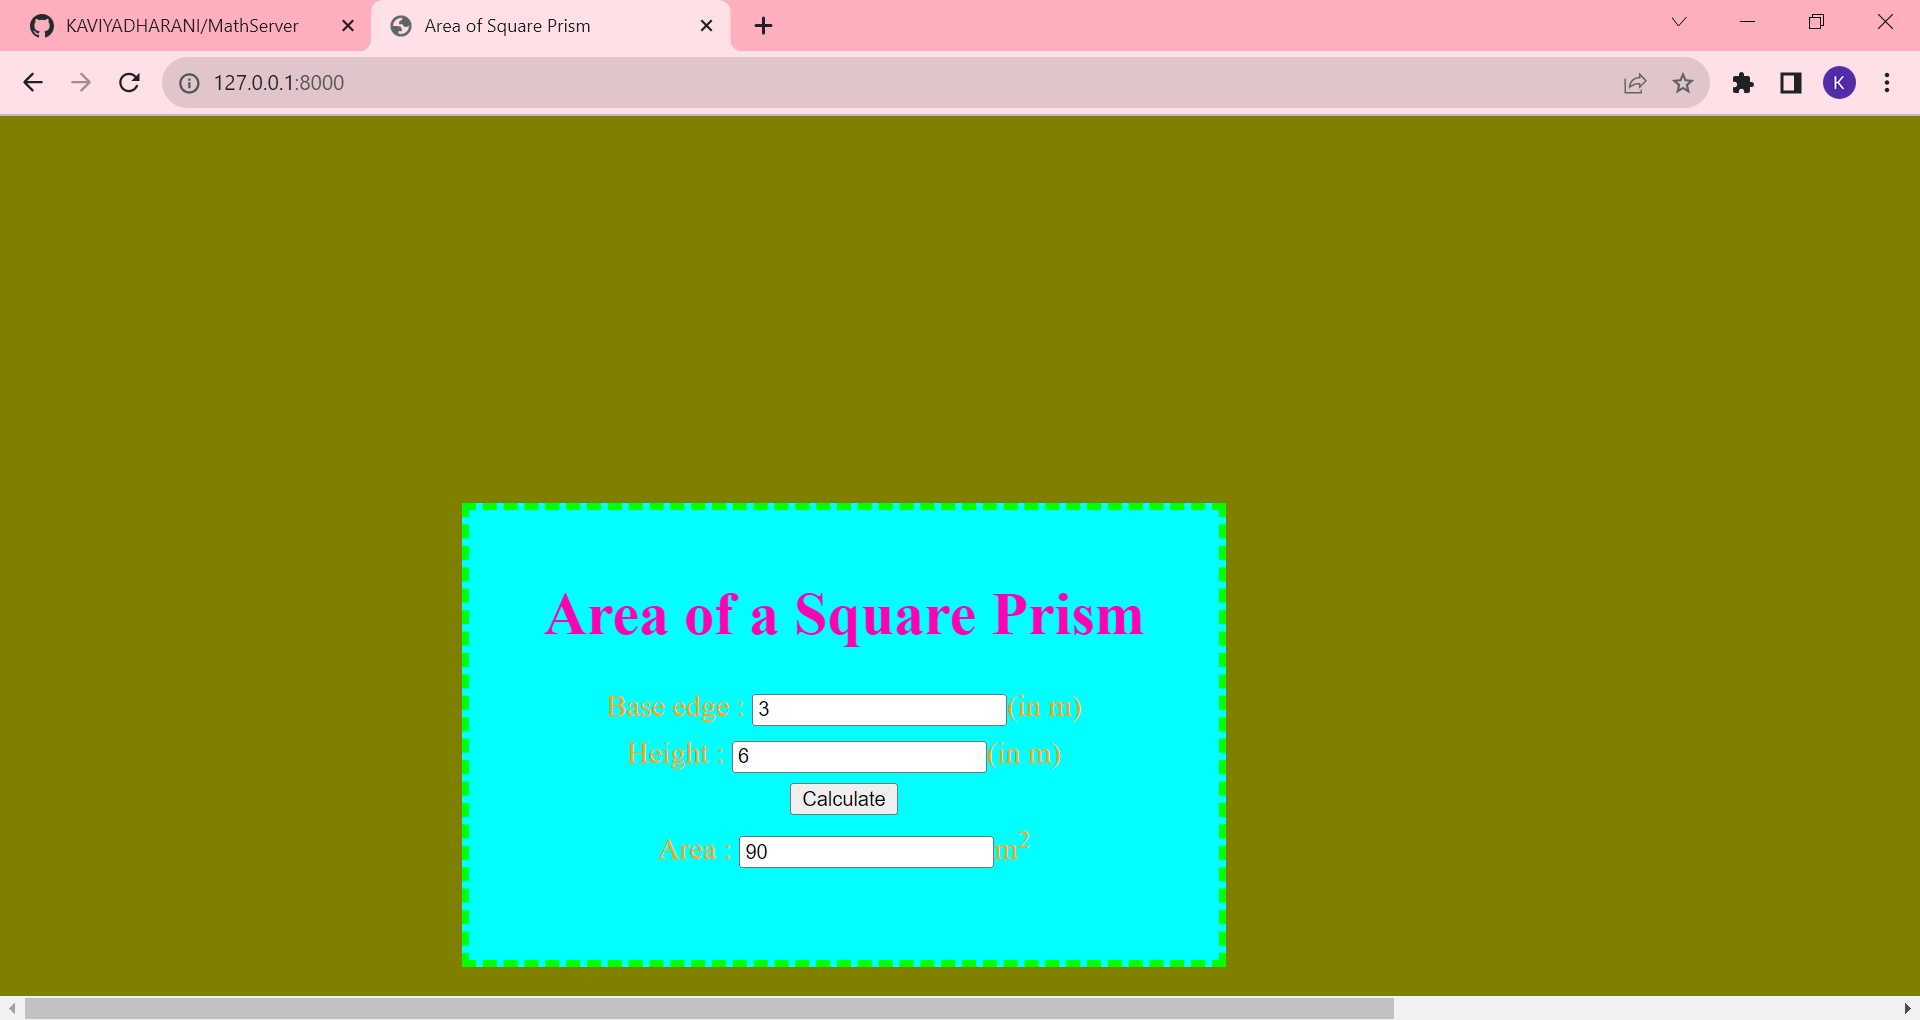 KAVIYADHARANI/MathServer
Area of Square Prism
127.0.0.1:8000
K
Area of a Square Prism
Base edge : 3 (in m)
Height : 6 (in m)
Calculate
Area : 90 m²